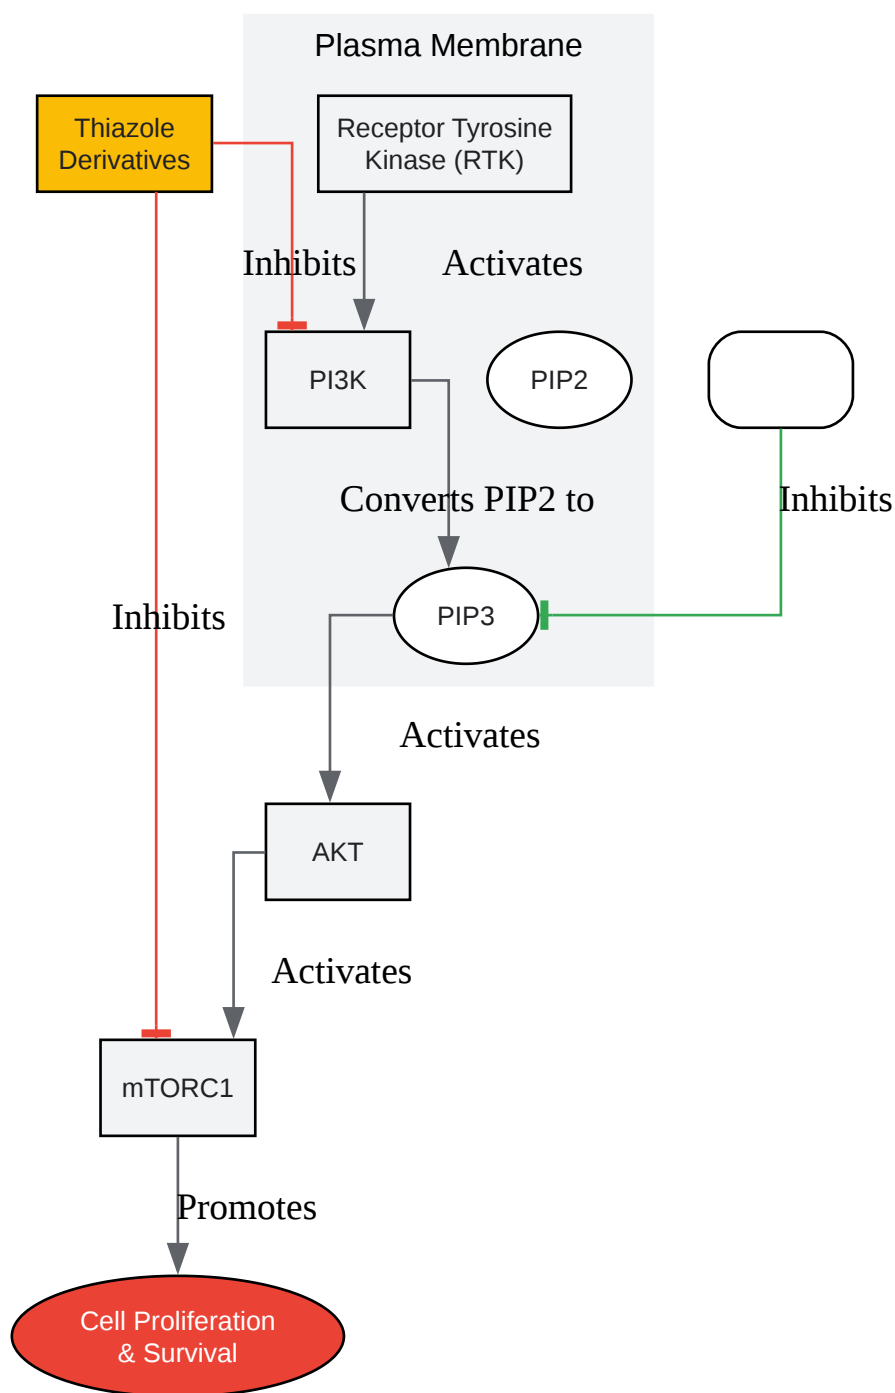 Plasma Membrane
Thiazole
Derivatives
Receptor Tyrosine
Kinase (RTK)
Inhibits
Activates
PI3K
PIP2
Converts PIP2 to
Inhibits
Inhibits
PIP3
Activates
AKT
Activates
mTORC1
Promotes
Cell Proliferation
& Survival